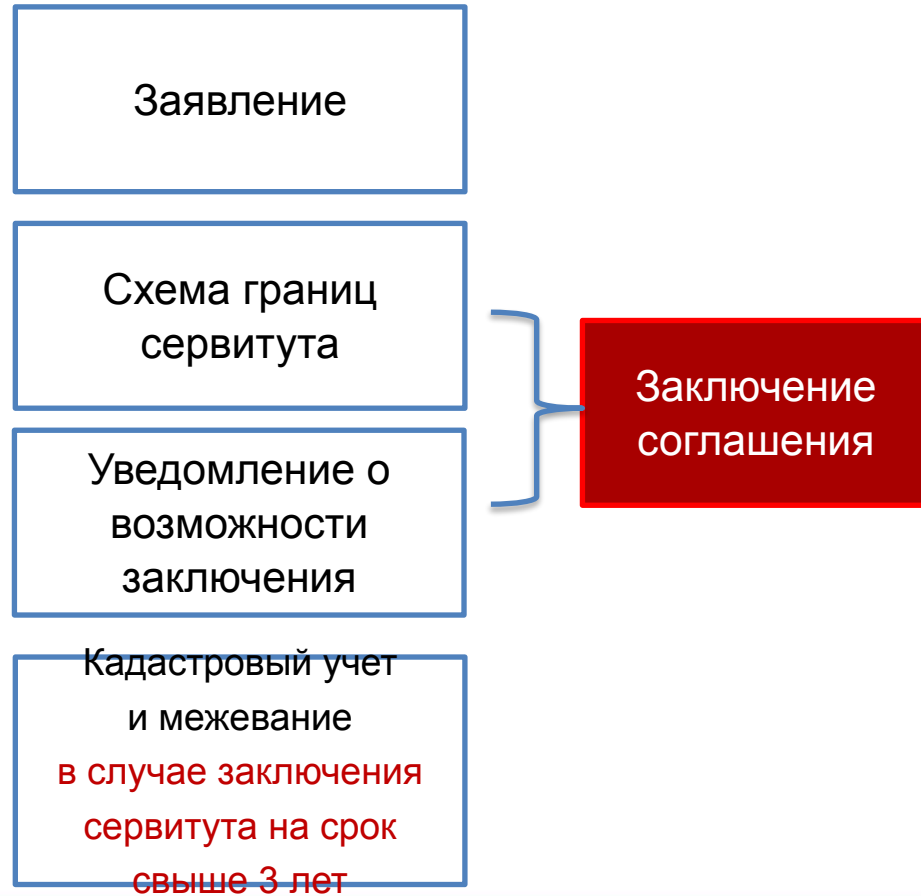 Заявление
Схема границ
сервитута
Уведомление о
возможности
заключения
Кадастровый учет
и межевание
в случае заключения
сервитута на срок
свыше 3 лет
Заключение
соглашения